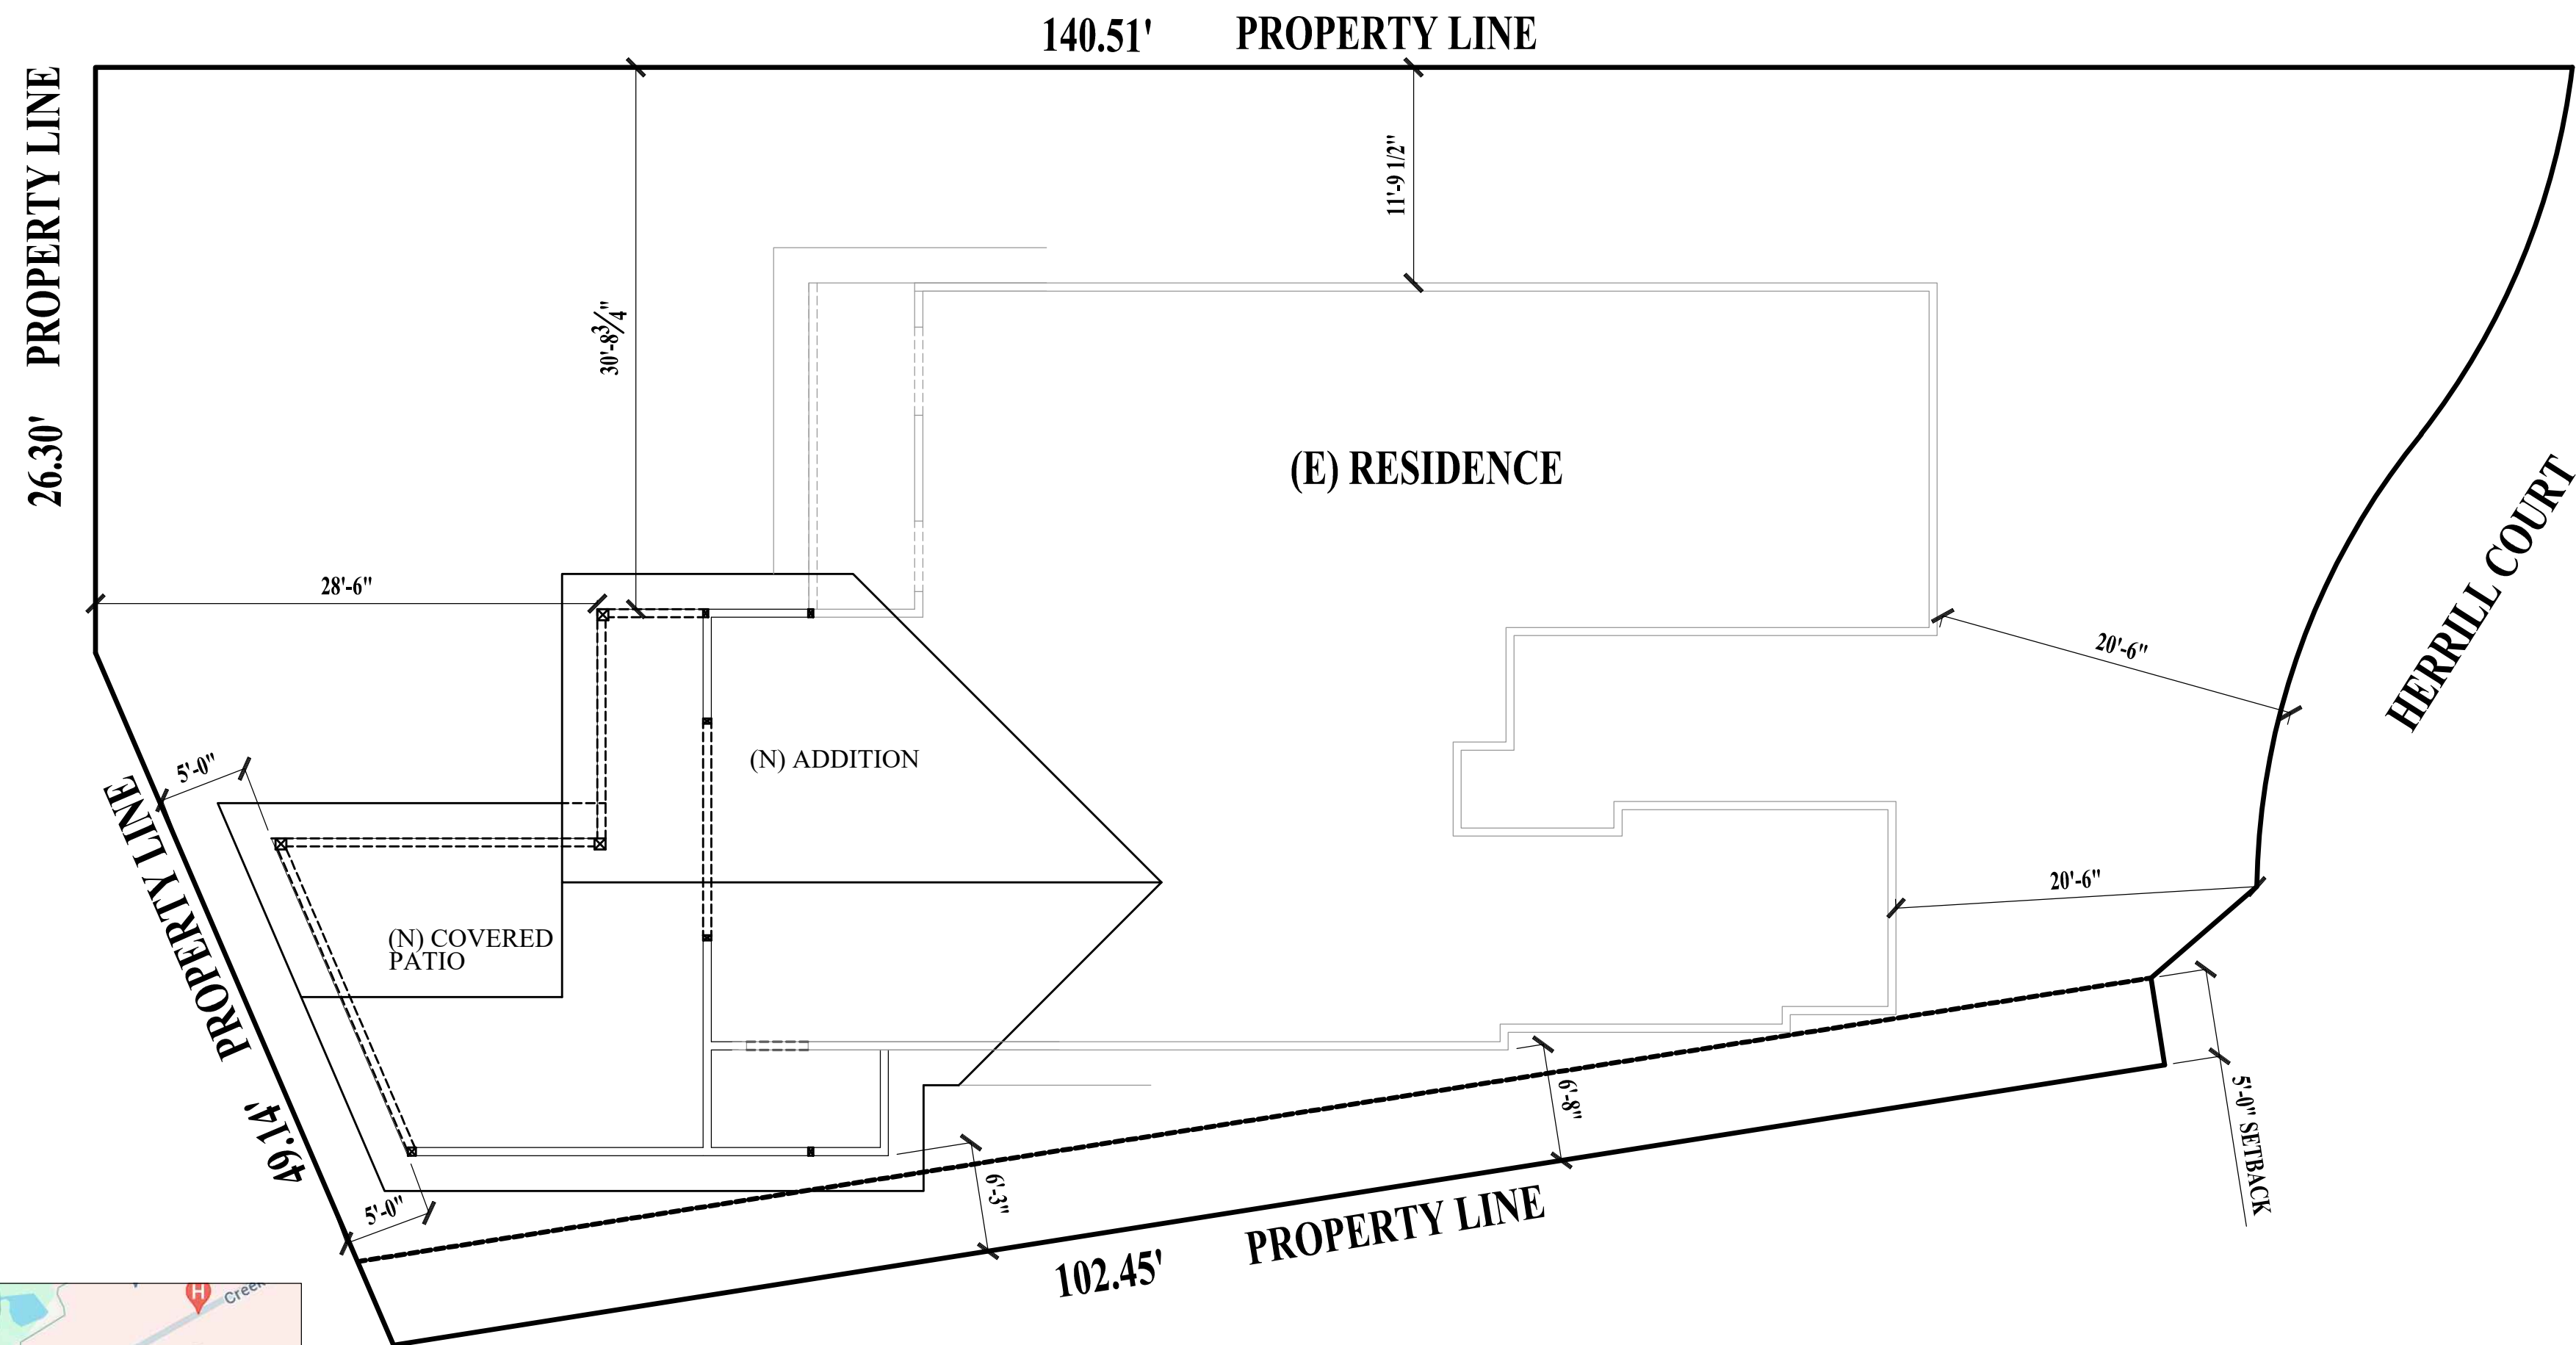 140.51' PROPERTY LINE
26.30' PROPERTY LINE
11'-9 1/2"
30'-8 3/4"
(E) RESIDENCE
HERRILL COURT
28'-6"
20'-6"
(N) ADDITION
5'-0"
PROPERTY LINE
49.14'
20'-6"
(N) COVERED
PATIO
6'-8"
5'-0" SETBACK
5'-0"
6'-3"
102.45' PROPERTY LINE
H
Creek